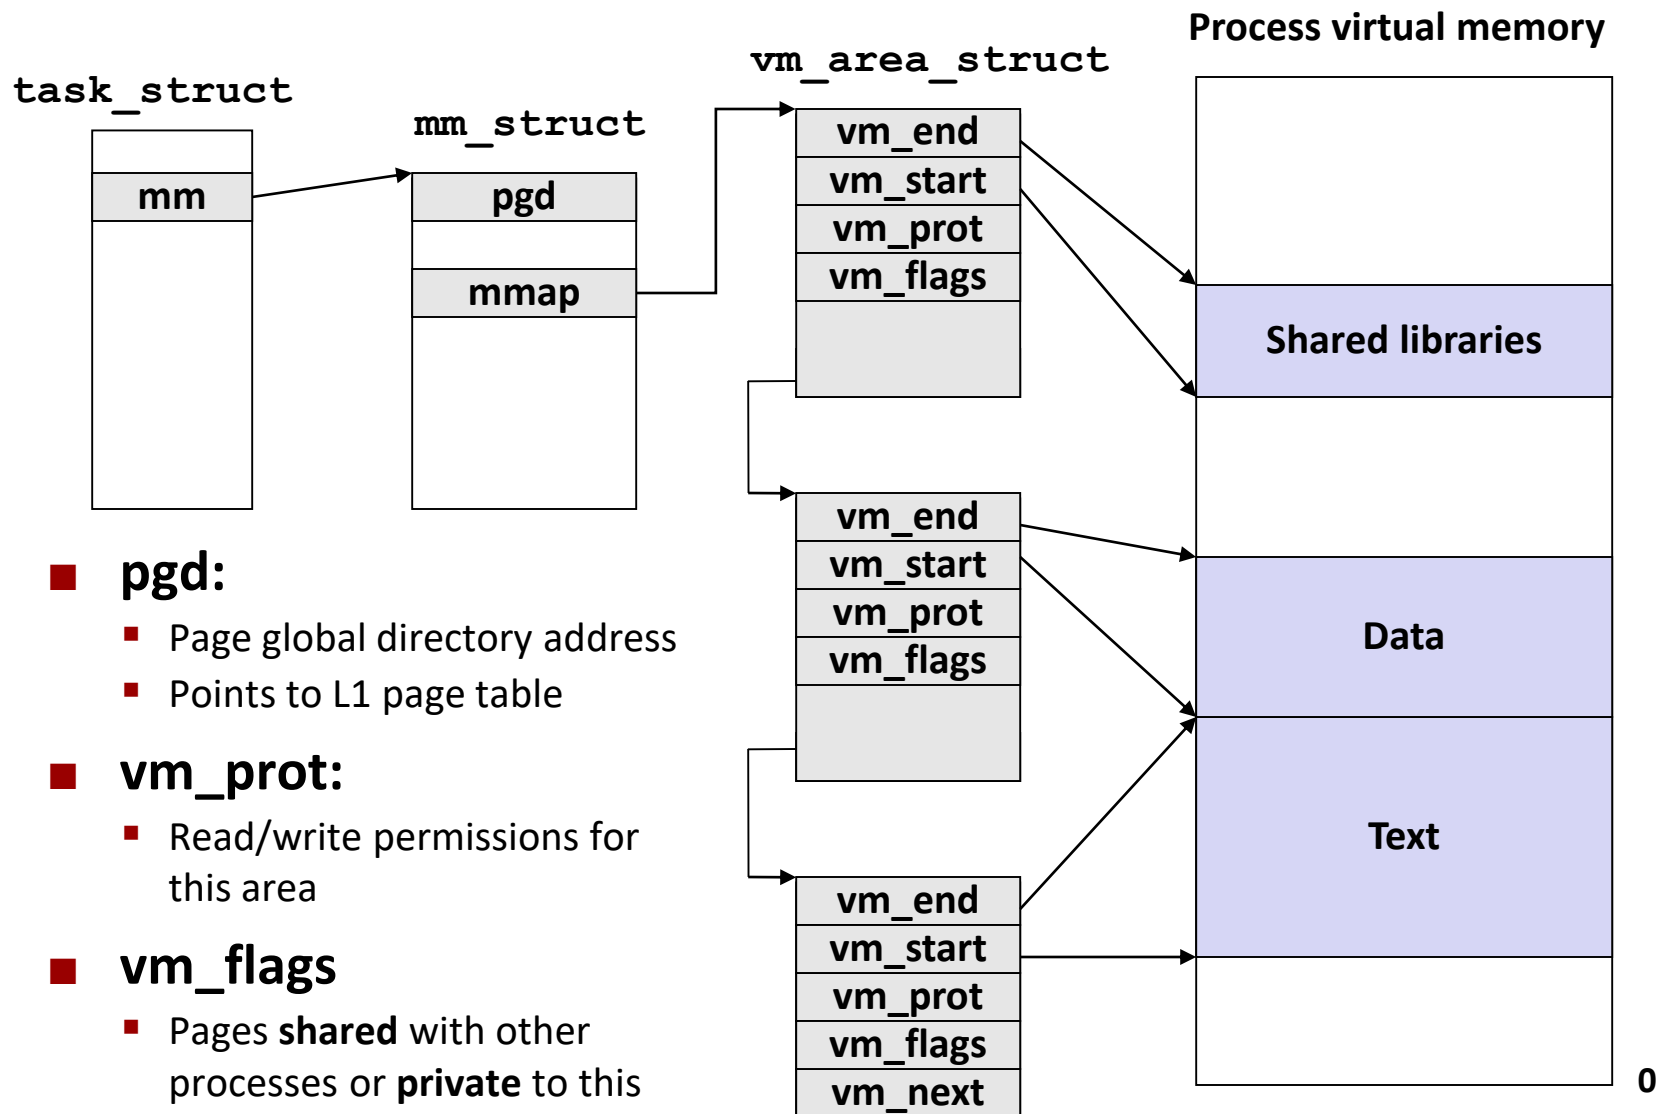 Process virtual memory
task_struct
mm_struct
vm_area_struct
mm
pgd
mmap
vm_end
vm_start
vm_prot
vm_flags
Shared libraries
vm_end
vm_start
vm_prot
vm_flags
Data
Text
vm_end
vm_start
vm_prot
vm_flags
vm_next
0
pgd:
Page global directory address
Points to L1 page table
vm_prot:
Read/write permissions for
this area
vm_flags
Pages shared with other
processes or private to this